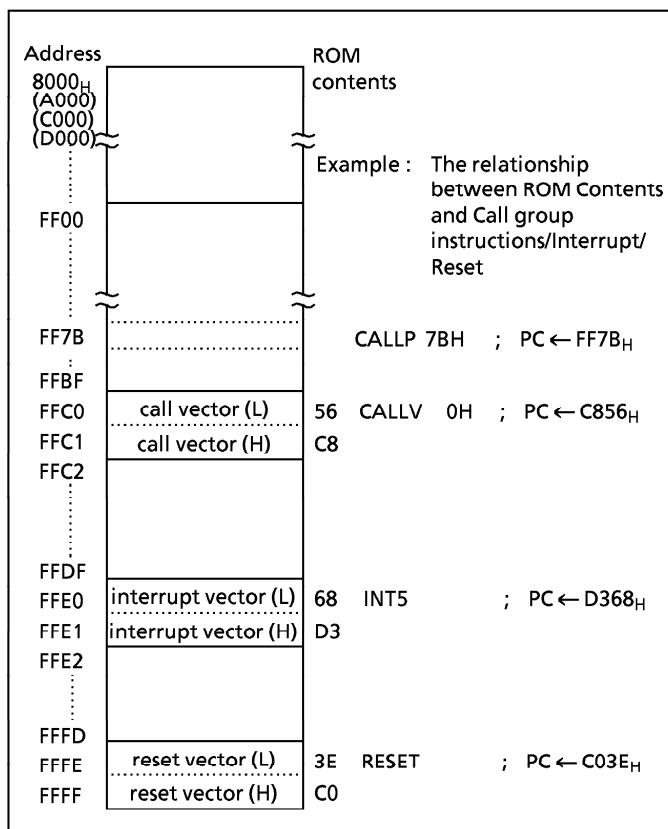 Address ROM
8000H contents
(A000)
(C000)
(D000)
Example : The relationship
between ROM Contents
and Call group
instructions/Interrupt/
Reset
FF00
FF7B CALLP 7BH ; PC ← FF7BH
FFBF
FFC0 call vector (L) 56 CALLV 0H ; PC ← C856H
FFC1 call vector (H) C8
FFC2
FFDF
FFE0 interrupt vector (L) 68 INT5 ; PC ← D368H
FFE1 interrupt vector (H) D3
FFE2
FFFD
FFFE reset vector (L) 3E RESET ; PC ← C03EH
FFFF reset vector (H) C0